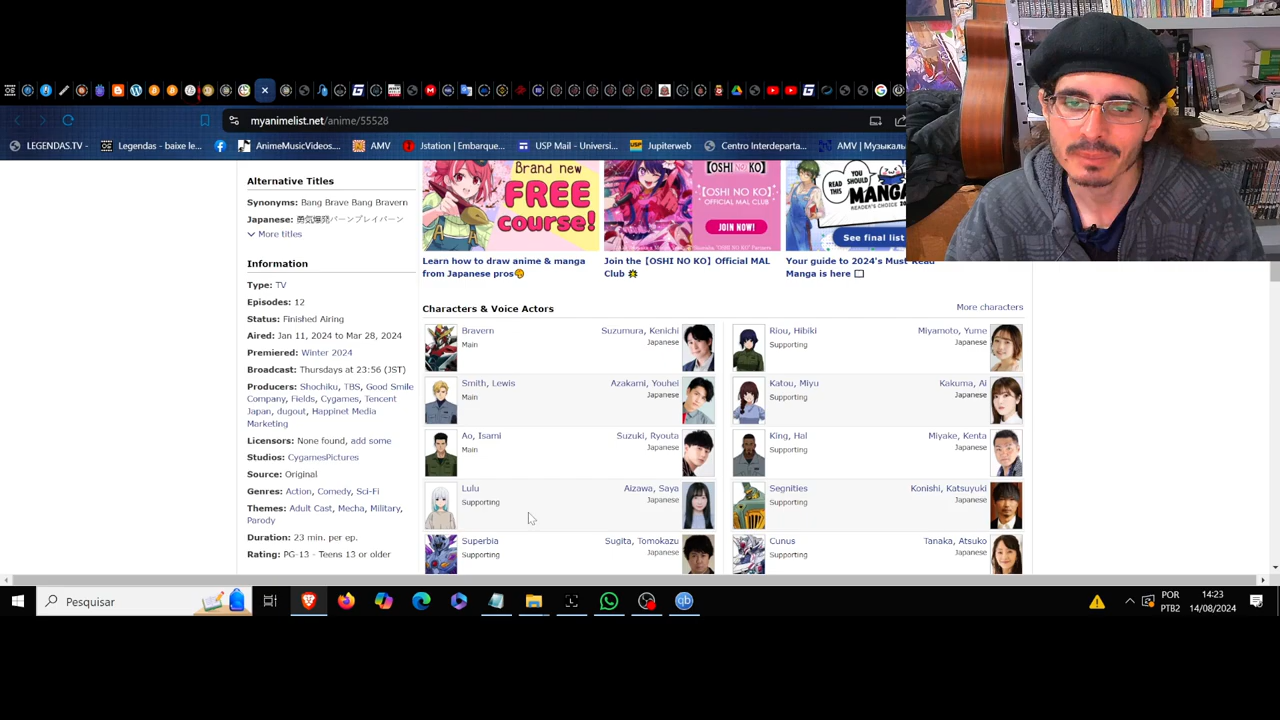 myanimelist.net/anime/55528
LEGENDAS.TV -
Legendas - baixe le...
AnimeMusicVideos....
AMV
Jstation | Embarque...
USP Mail - Universi...
Jupiterweb
Centro Interdeparta...
AMV | Музыкаль
Alternative Titles
Synonyms: Bang Brave Bang Bravern
Japanese: 勇気爆発バーンブレイバーン
More titles
Information
Type: TV
Episodes: 12
Status: Finished Airing
Aired: Jan 11, 2024 to Mar 28, 2024
Premiered: Winter 2024
Broadcast: Thursdays at 23:56 (JST)
Producers: Shochiku, TBS, Good Smile
Company, Fields, Cygames, Tencent
Japan, dugout, Happinet Media
Marketing
Licensors: None found, add some
Studios: CygamesPictures
Source: Original
Genres: Action, Comedy, Sci-Fi
Themes: Adult Cast, Mecha, Military,
Parody
Duration: 23 min. per ep.
Rating: PG-13 - Teens 13 or older
Brand new
FREE
course!
Learn how to draw anime & manga
from Japanese pros
[OSHI NO KO]
[OSHI NO KO]
OFFICIAL MAL CLUB
JOIN NOW!
Join the【OSHI NO KO】Official MAL
Club
READ THIS
YOU SHOULD
MANGA
See final list
Your guide to 2024's Must-Read
Manga is here
Characters & Voice Actors
More characters
Bravern
Main
Suzumura, Kenichi
Japanese
Riou, Hibiki
Supporting
Miyamoto, Yume
Japanese
Smith, Lewis
Main
Azakami, Youhei
Japanese
Katou, Miyu
Supporting
Kakuma, Ai
Japanese
Ao, Isami
Main
Suzuki, Ryouta
Japanese
King, Hal
Supporting
Miyake, Kenta
Japanese
Lulu
Supporting
Aizawa, Saya
Japanese
Segnities
Supporting
Konishi, Katsuyuki
Japanese
Superbia
Supporting
Sugita, Tomokazu
Japanese
Cunus
Supporting
Tanaka, Atsuko
Japanese
Pesquisar
POR
PTB2
14:23
14/08/2024